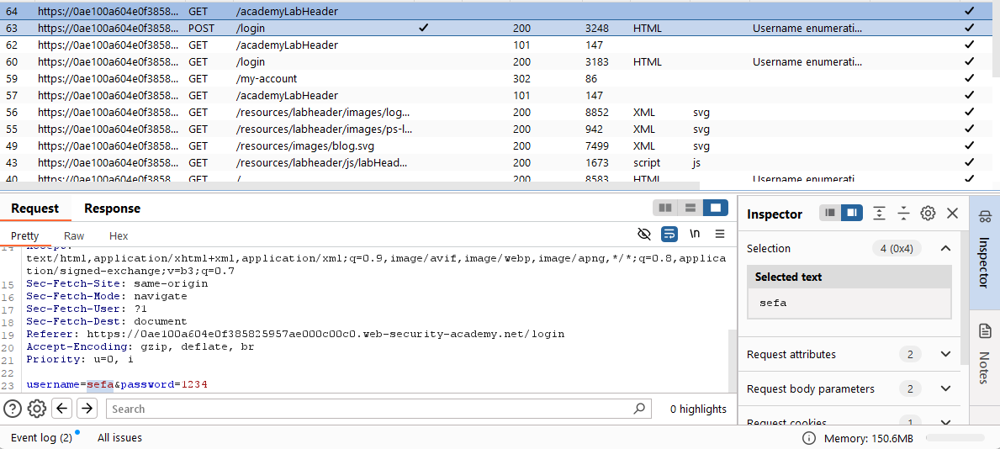 64 https://0ae100a604e0f3858... GET /academyLabHeader
63 https://0ae100a604e0f3858... POST /login 200 3248 HTML Username enumerati...
62 https://0ae100a604e0f3858... GET /academyLabHeader 101 147
60 https://0ae100a604e0f3858... GET /login 200 3183 HTML Username enumerati...
59 https://0ae100a604e0f3858... GET /my-account 302 86
57 https://0ae100a604e0f3858... GET /academyLabHeader 101 147
56 https://0ae100a604e0f3858... GET /resources/labheader/images/log... 200 8852 XML svg
55 https://0ae100a604e0f3858... GET /resources/labheader/images/ps-l... 200 942 XML svg
49 https://0ae100a604e0f3858... GET /resources/images/blog.svg 200 7499 XML svg
43 https://0ae100a604e0f3858... GET /resources/labheader/js/labHead... 200 1673 script js
40 https://0ae100a604e0f3858... GET / 200 8583 HTML Username enumerati...
Request Response
Pretty Raw Hex
\n
14 Accept:
text/html,application/xhtml+xml,application/xml;q=0.9,image/avif,image/webp,image/apng,*/*;q=0.8,applic
ation/signed-exchange;v=b3;q=0.7
15 Sec-Fetch-Site: same-origin
16 Sec-Fetch-Mode: navigate
17 Sec-Fetch-User: ?1
18 Sec-Fetch-Dest: document
19 Referer: https://0ae100a604e0f385825957ae000c00c0.web-security-academy.net/login
20 Accept-Encoding: gzip, deflate, br
21 Priority: u=0, i
22
23 username=sefa&password=1234
Search
0 highlights
Inspector
Selection 4 (0x4)
Selected text
sefa
Request attributes 2
Request body parameters 2
Request cookies 1
Inspector
Notes
Event log (2) All issues
Memory: 150.6MB